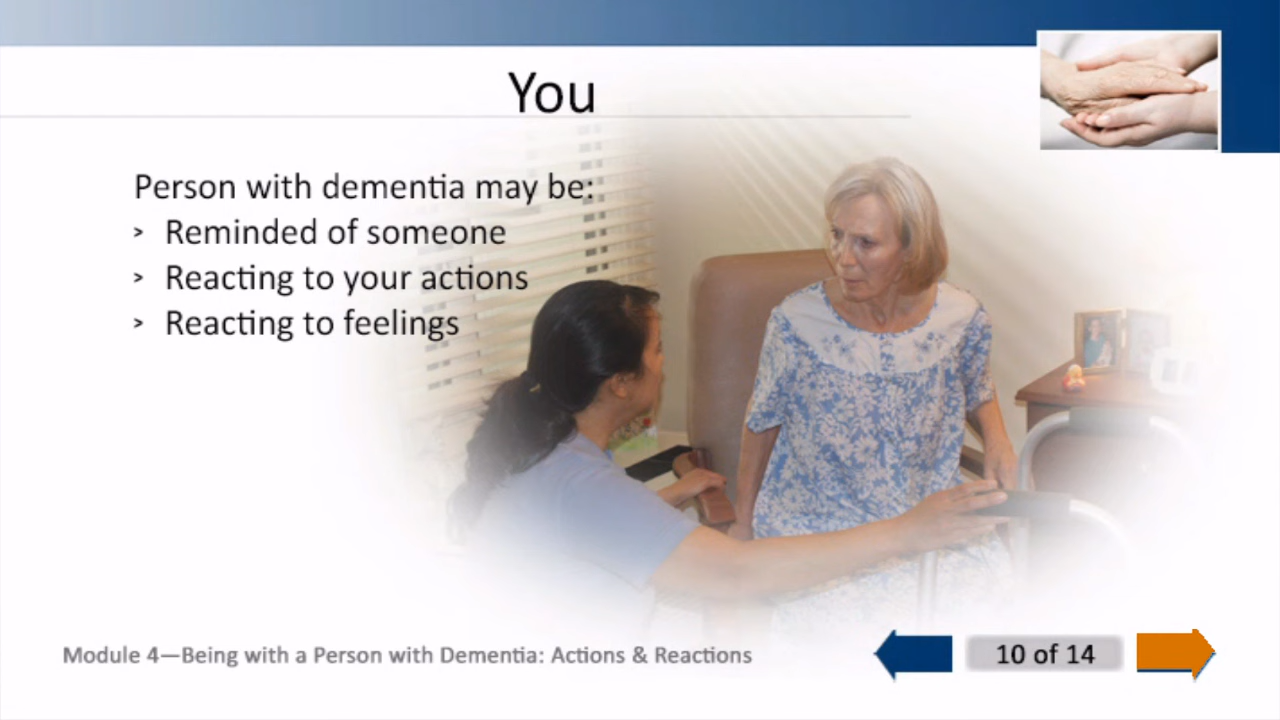 You
Person with dementia may be:
> Reminded of someone
> Reacting to your actions
> Reacting to feelings
Module 4—Being with a Person with Dementia: Actions & Reactions
10 of 14